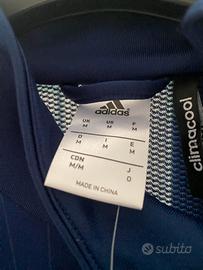 adidas
UK US F
M M M
D I E
M M M
CDN J
M/M O
MADE IN CHINA
climacool
subito